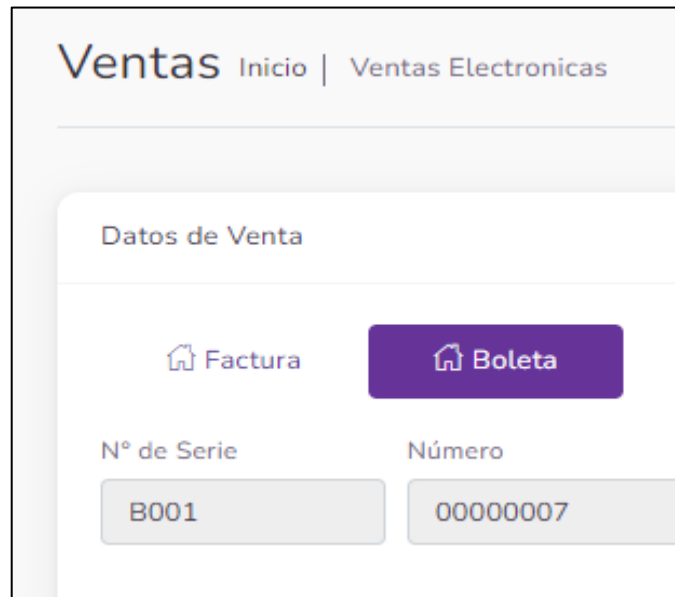 Ventas Inicio | Ventas Electronicas
Datos de Venta
Factura Boleta
N° de Serie Número
B001 00000007